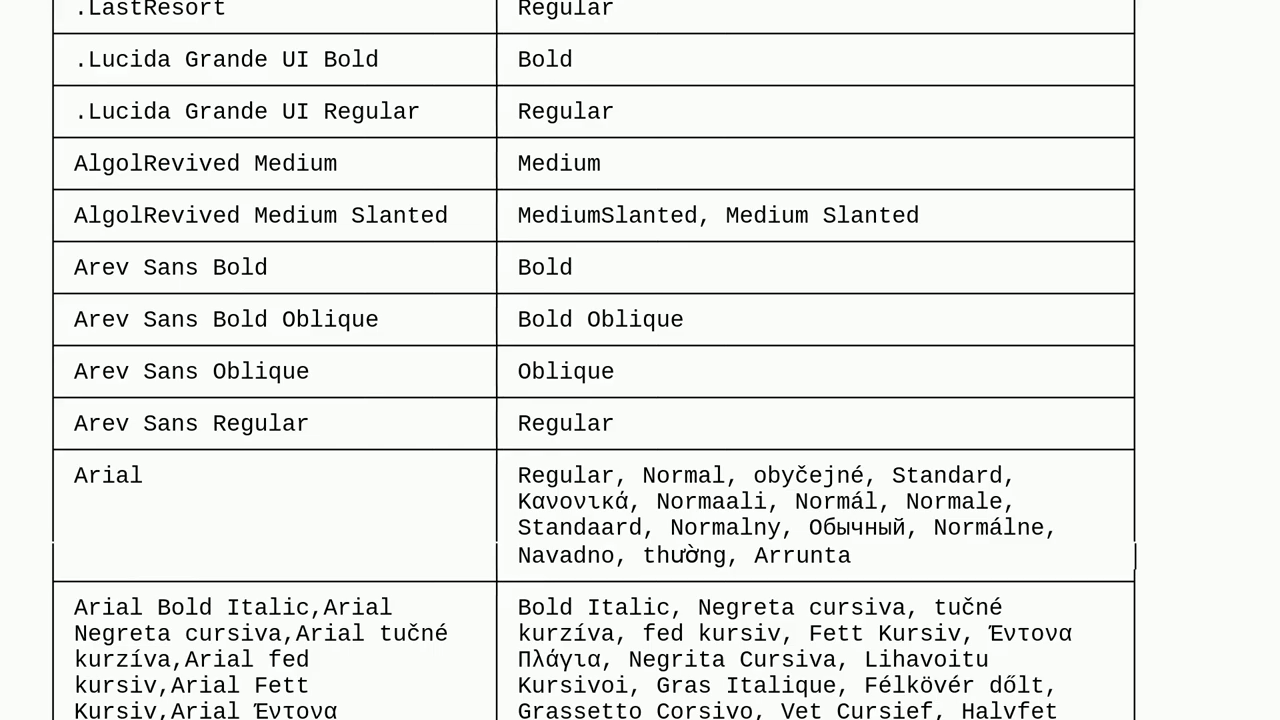 .LastResort Regular
.Lucida Grande UI Bold Bold
.Lucida Grande UI Regular Regular
AlgolRevived Medium Medium
AlgolRevived Medium Slanted MediumSlanted, Medium Slanted
Arev Sans Bold Bold
Arev Sans Bold Oblique Bold Oblique
Arev Sans Oblique Oblique
Arev Sans Regular Regular
Arial Regular, Normal, obyčejné, Standard,
Κανονικά, Normaali, Normál, Normale,
Standaard, Normalny, Обычный, Normálne,
Navadno, thường, Arrunta
Arial Bold Italic,Arial Bold Italic, Negreta cursiva, tučné
Negreta cursiva,Arial tučné kurzíva, fed kursiv, Fett Kursiv, Έντονα
kurzíva,Arial fed Πλάγια, Negrita Cursiva, Lihavoitu
kursiv,Arial Fett Kursivoi, Gras Italique, Félkövér dőlt,
Kursiv,Arial Έντονα Grassetto Corsivo, Vet Cursief, Halvfet